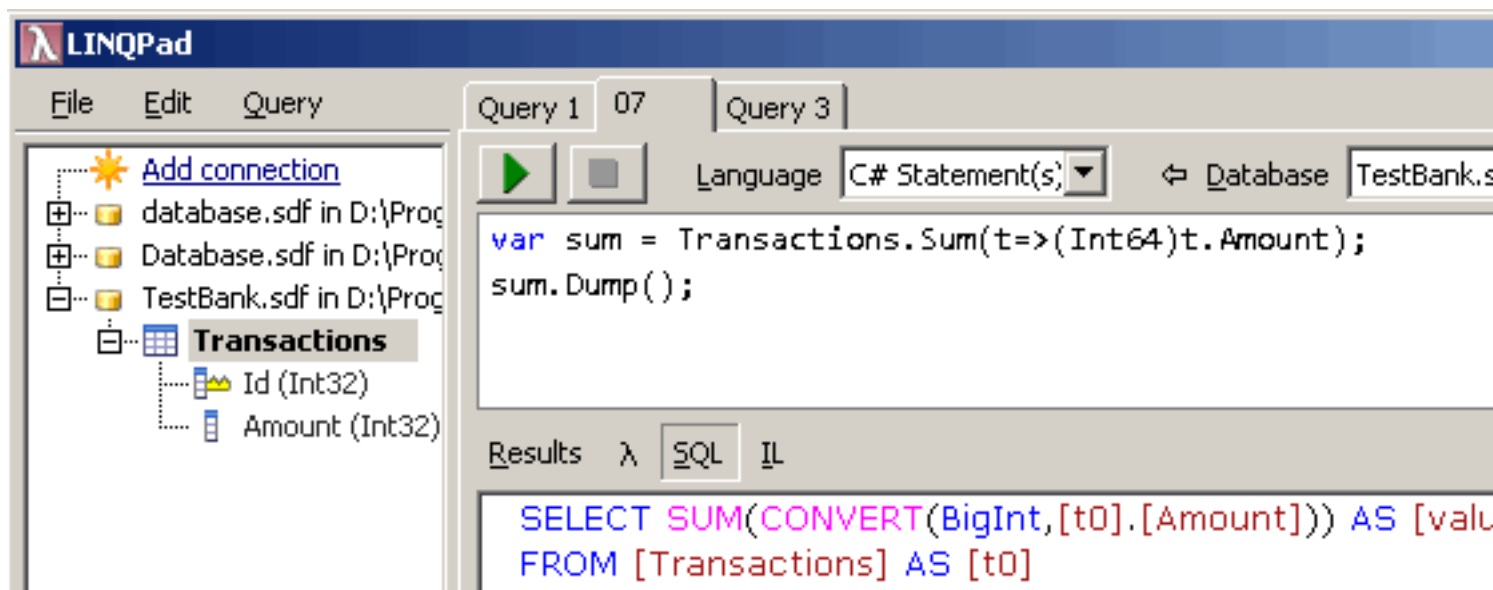 LINQPad
File Edit Query
Query 1 07 Query 3
Add connection
database.sdf in D:\Prog
Database.sdf in D:\Prog
TestBank.sdf in D:\Prog
Transactions
Id (Int32)
Amount (Int32)
Language C# Statement(s) Database TestBank.s
var sum = Transactions.Sum(t=>(Int64)t.Amount);
sum.Dump();
Results λ SQL IL
SELECT SUM(CONVERT(BigInt,[t0].[Amount])) AS [valu
FROM [Transactions] AS [t0]